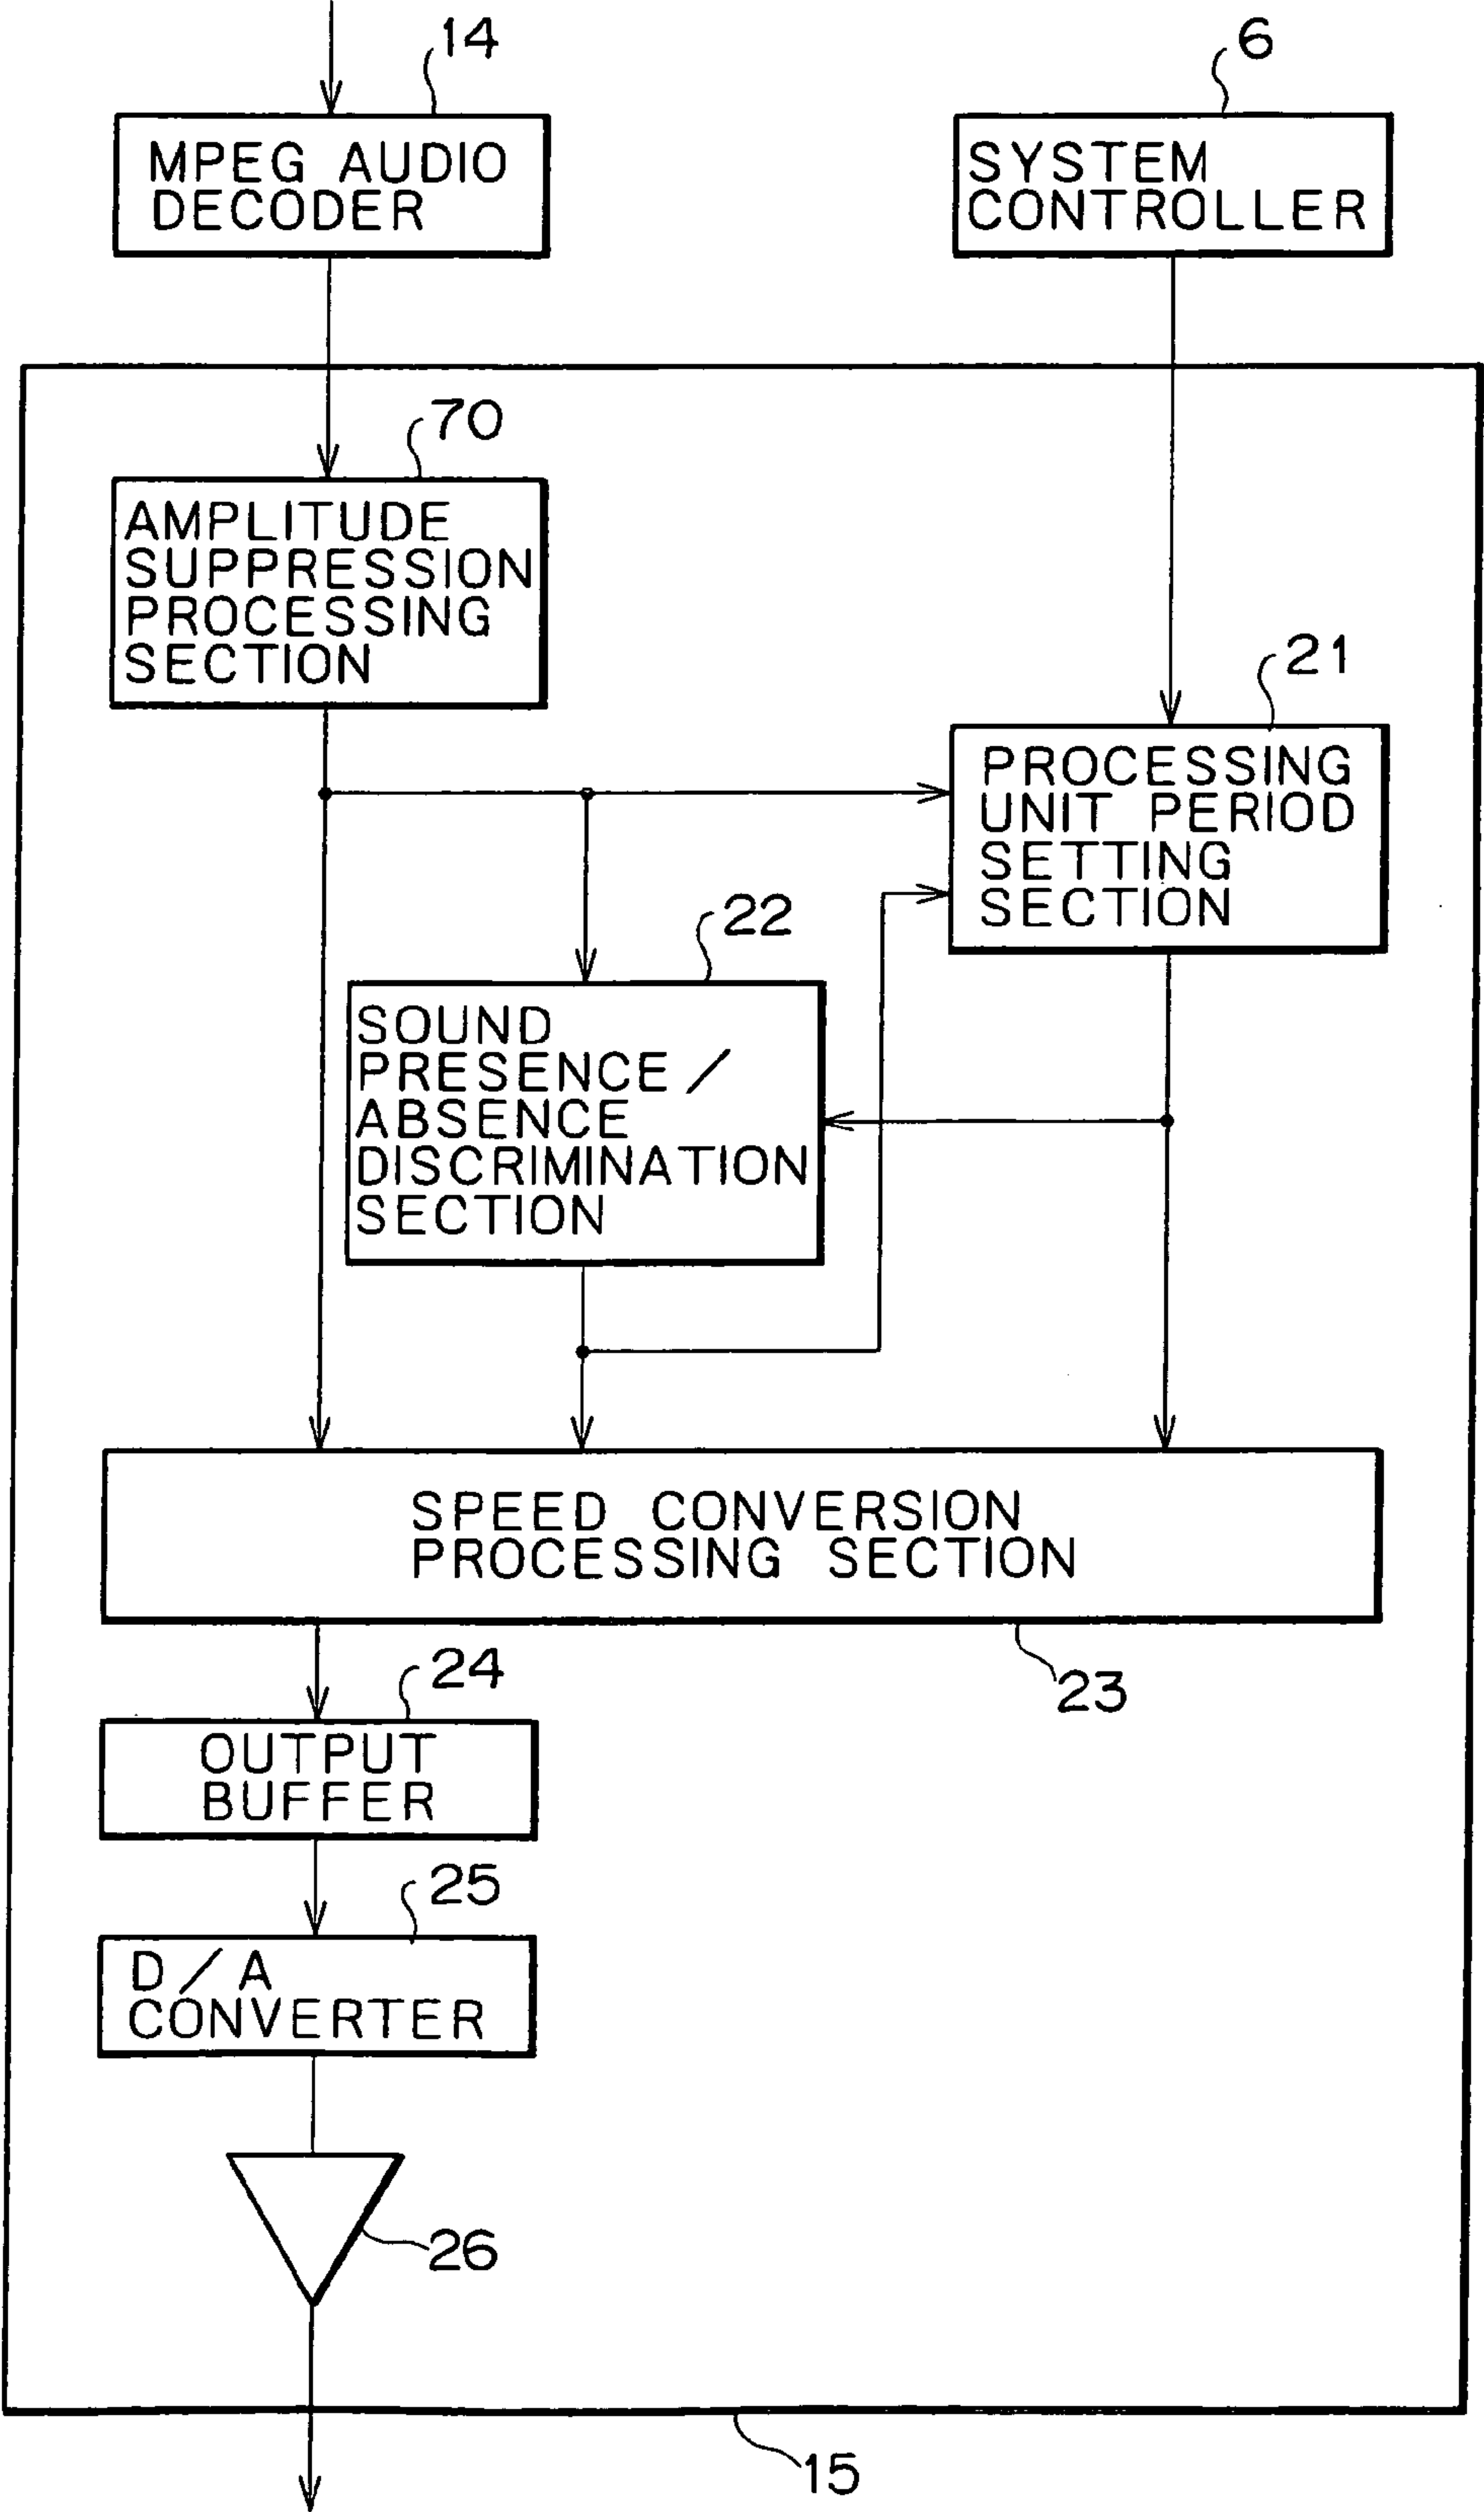 14
6
MPEG AUDIO
DECODER
SYSTEM
CONTROLLER
70
AMPLITUDE
SUPPRESSION
PROCESSING
SECTION
21
PROCESSING
UNIT PERIOD
SETTING
SECTION
22
SOUND
PRESENCE/
ABSENCE
DISCRIMINATION
SECTION
SPEED CONVERSION
PROCESSING SECTION
23
24
OUTPUT
BUFFER
25
D/A
CONVERTER
26
15